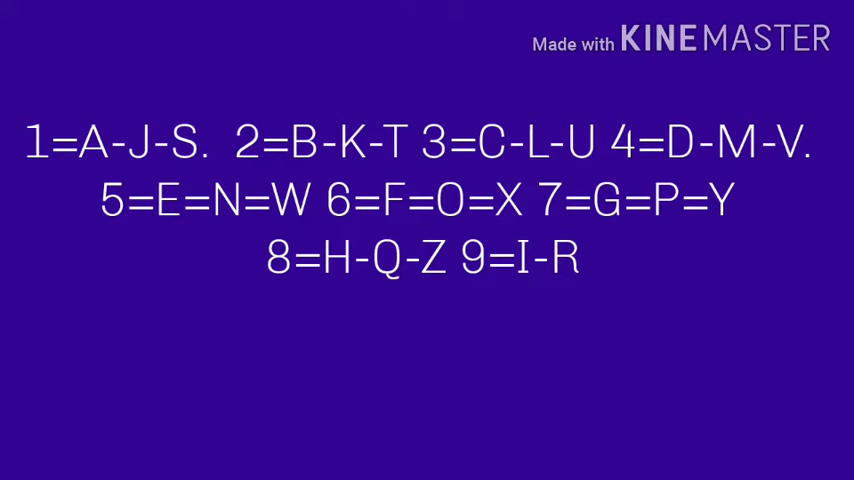 Made with KINEMASTER
1=A-J-S. 2=B-K-T 3=C-L-U 4=D-M-V.
5=E=N=W 6=F=O=X 7=G=P=Y
8=H-Q-Z 9=I-R